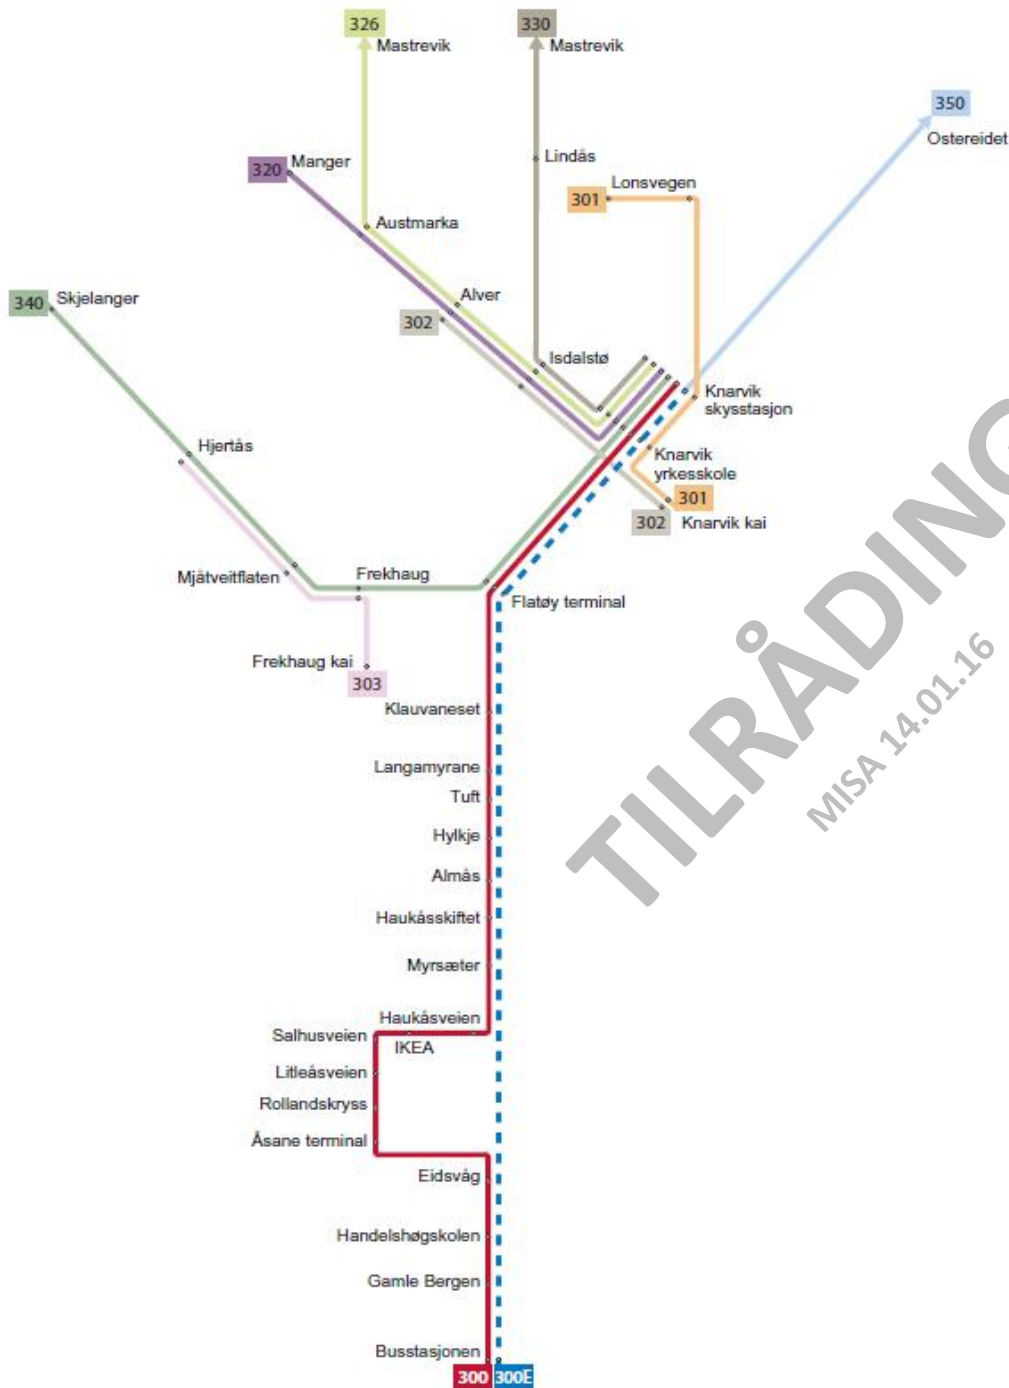 326
Mastrevik
330
Mastrevik
350
Ostereidet
320
Manger
Lindås
301
Lonsvegen
Austmarka
340
Skjelanger
Alver
302
Isdalstø
Knarvik
skysstasjon
Hjertås
Knarvik
yrkesskole
301
302
Knarvik kai
Mjåtveitflaten
Frekhaug
Flatøy terminal
Frekhaug kai
303
Klauvaneset
Langamyrane
Tuft
Hylkje
Almås
Haukåsskiftet
Myrsæter
Haukåsveien
Salhusveien
IKEA
Litleåsveien
Rollandskryss
Åsane terminal
Eidsvåg
Handelshøgskolen
Gamle Bergen
Busstasjonen
300 300E
TILRÅDING
MISA 14.01.16